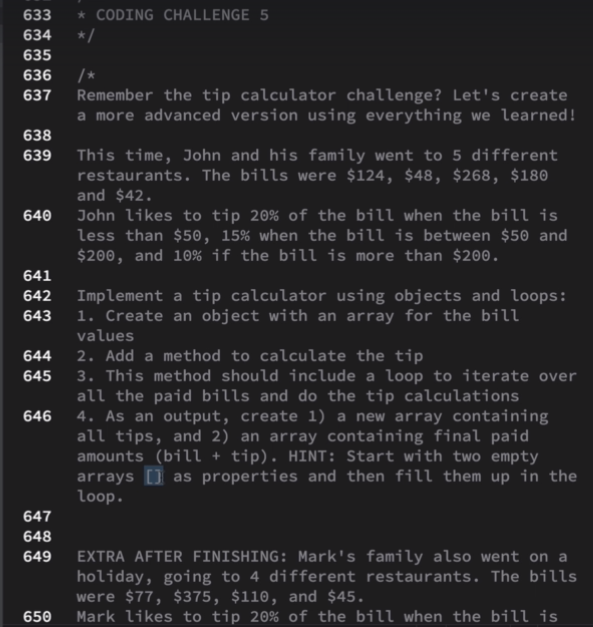 633 * CODING CHALLENGE 5
634 */
635
636 /*
637 Remember the tip calculator challenge? Let's create
a more advanced version using everything we learned!
638
639 This time, John and his family went to 5 different
restaurants. The bills were $124, $48, $268, $180
and $42.
640 John likes to tip 20% of the bill when the bill is
less than $50, 15% when the bill is between $50 and
$200, and 10% if the bill is more than $200.
641
642 Implement a tip calculator using objects and loops:
643 1. Create an object with an array for the bill
values
644 2. Add a method to calculate the tip
645 3. This method should include a loop to iterate over
all the paid bills and do the tip calculations
646 4. As an output, create 1) a new array containing
all tips, and 2) an array containing final paid
amounts (bill + tip). HINT: Start with two empty
arrays [] as properties and then fill them up in the
loop.
647
648
649 EXTRA AFTER FINISHING: Mark's family also went on a
holiday, going to 4 different restaurants. The bills
were $77, $375, $110, and $45.
650 Mark likes to tip 20% of the bill when the bill is